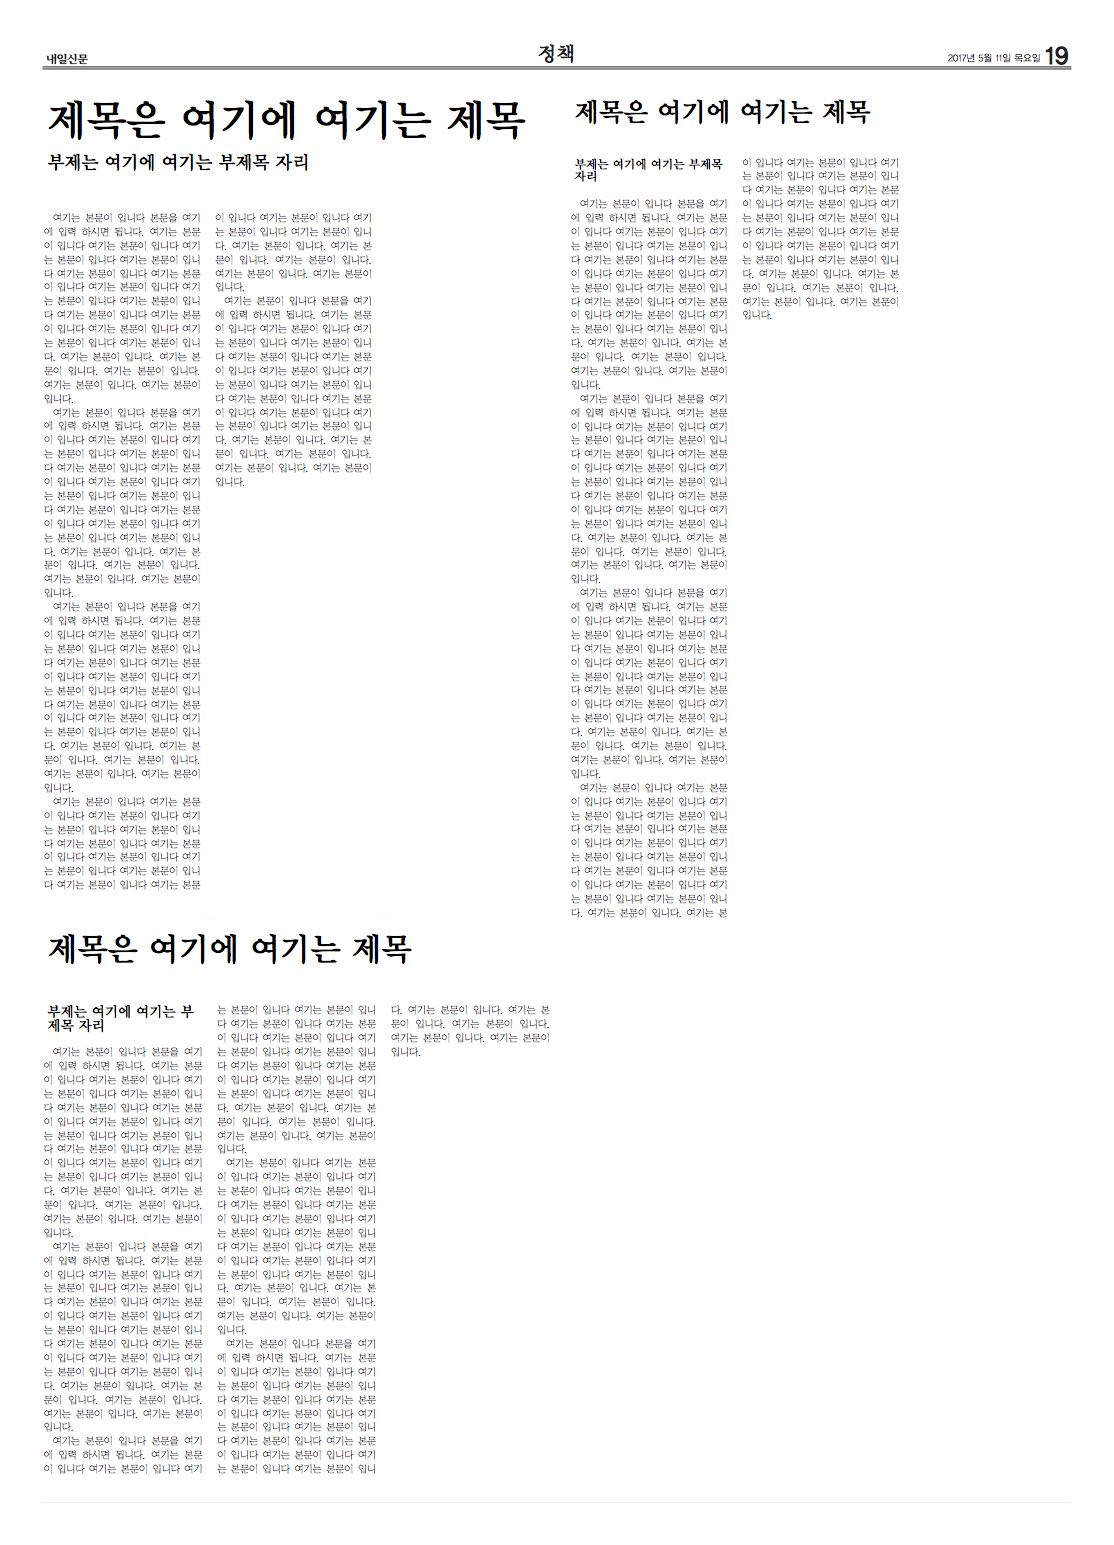 내일신문
정책
2017년 5월 11일 목요일 19
제목은 여기에 여기는 제목
부제는 여기에 여기는 부제목 자리
여기는 본문이 입니다 본문을 여기
에 입력 하시면 됩니다. 여기는 본문
이 입니다 여기는 본문이 입니다 여기
는 본문이 입니다 여기는 본문이 입니
다 여기는 본문이 입니다 여기는 본문
이 입니다 여기는 본문이 입니다 여기
는 본문이 입니다 여기는 본문이 입니
다 여기는 본문이 입니다 여기는 본문
이 입니다 여기는 본문이 입니다 여기
는 본문이 입니다 여기는 본문이 입니
다. 여기는 본문이 입니다. 여기는 본
문이 입니다. 여기는 본문이 입니다.
여기는 본문이 입니다. 여기는 본문이
입니다.
여기는 본문이 입니다 본문을 여기
에 입력 하시면 됩니다. 여기는 본문
이 입니다 여기는 본문이 입니다 여기
는 본문이 입니다 여기는 본문이 입니
다 여기는 본문이 입니다 여기는 본문
이 입니다 여기는 본문이 입니다 여기
는 본문이 입니다 여기는 본문이 입니
다 여기는 본문이 입니다 여기는 본문
이 입니다 여기는 본문이 입니다 여기
는 본문이 입니다 여기는 본문이 입니
다. 여기는 본문이 입니다. 여기는 본
문이 입니다. 여기는 본문이 입니다.
여기는 본문이 입니다. 여기는 본문이
입니다.
여기는 본문이 입니다 본문을 여기
에 입력 하시면 됩니다. 여기는 본문
이 입니다 여기는 본문이 입니다 여기
는 본문이 입니다 여기는 본문이 입니
다 여기는 본문이 입니다 여기는 본문
이 입니다 여기는 본문이 입니다 여기
는 본문이 입니다 여기는 본문이 입니
다 여기는 본문이 입니다 여기는 본문
이 입니다 여기는 본문이 입니다 여기
는 본문이 입니다 여기는 본문이 입니
다. 여기는 본문이 입니다. 여기는 본
문이 입니다. 여기는 본문이 입니다.
여기는 본문이 입니다. 여기는 본문이
입니다.
여기는 본문이 입니다 여기는 본문
이 입니다 여기는 본문이 입니다 여기
는 본문이 입니다 여기는 본문이 입니
다 여기는 본문이 입니다 여기는 본문
이 입니다 여기는 본문이 입니다 여기
는 본문이 입니다 여기는 본문이 입니
다 여기는 본문이 입니다 여기는 본문
이 입니다 여기는 본문이 입니다 여기
는 본문이 입니다 여기는 본문이 입니
다. 여기는 본문이 입니다. 여기는 본
문이 입니다. 여기는 본문이 입니다.
여기는 본문이 입니다. 여기는 본문이
입니다.
여기는 본문이 입니다 본문을 여기
에 입력 하시면 됩니다. 여기는 본문
이 입니다 여기는 본문이 입니다 여기
는 본문이 입니다 여기는 본문이 입니
다 여기는 본문이 입니다 여기는 본문
이 입니다 여기는 본문이 입니다 여기
는 본문이 입니다 여기는 본문이 입니
다 여기는 본문이 입니다 여기는 본문
이 입니다 여기는 본문이 입니다 여기
는 본문이 입니다 여기는 본문이 입니
다. 여기는 본문이 입니다. 여기는 본
문이 입니다. 여기는 본문이 입니다.
여기는 본문이 입니다. 여기는 본문이
입니다.
제목은 여기에 여기는 제목
부제는 여기에 여기는 부제목
자리
여기는 본문이 입니다 본문을 여기
에 입력 하시면 됩니다. 여기는 본문
이 입니다 여기는 본문이 입니다 여기
는 본문이 입니다 여기는 본문이 입니
다 여기는 본문이 입니다 여기는 본문
이 입니다 여기는 본문이 입니다 여기
는 본문이 입니다 여기는 본문이 입니
다 여기는 본문이 입니다 여기는 본문
이 입니다 여기는 본문이 입니다 여기
는 본문이 입니다 여기는 본문이 입니
다. 여기는 본문이 입니다. 여기는 본
문이 입니다. 여기는 본문이 입니다.
여기는 본문이 입니다. 여기는 본문이
입니다.
여기는 본문이 입니다 본문을 여기
에 입력 하시면 됩니다. 여기는 본문
이 입니다 여기는 본문이 입니다 여기
는 본문이 입니다 여기는 본문이 입니
다 여기는 본문이 입니다 여기는 본문
이 입니다 여기는 본문이 입니다 여기
는 본문이 입니다 여기는 본문이 입니
다 여기는 본문이 입니다 여기는 본문
이 입니다 여기는 본문이 입니다 여기
는 본문이 입니다 여기는 본문이 입니
다. 여기는 본문이 입니다. 여기는 본
문이 입니다. 여기는 본문이 입니다.
여기는 본문이 입니다. 여기는 본문이
입니다.
여기는 본문이 입니다 본문을 여기
에 입력 하시면 됩니다. 여기는 본문
이 입니다 여기는 본문이 입니다 여기
는 본문이 입니다 여기는 본문이 입니
다 여기는 본문이 입니다 여기는 본문
이 입니다 여기는 본문이 입니다 여기
는 본문이 입니다 여기는 본문이 입니
다 여기는 본문이 입니다 여기는 본문
이 입니다 여기는 본문이 입니다 여기
는 본문이 입니다 여기는 본문이 입니
다. 여기는 본문이 입니다. 여기는 본
문이 입니다. 여기는 본문이 입니다.
여기는 본문이 입니다. 여기는 본문이
입니다.
여기는 본문이 입니다 여기는 본문
이 입니다 여기는 본문이 입니다 여기
는 본문이 입니다 여기는 본문이 입니
다 여기는 본문이 입니다 여기는 본문
이 입니다 여기는 본문이 입니다 여기
는 본문이 입니다 여기는 본문이 입니
다 여기는 본문이 입니다 여기는 본문
이 입니다 여기는 본문이 입니다 여기
는 본문이 입니다 여기는 본문이 입니
다. 여기는 본문이 입니다. 여기는 본
이 입니다 여기는 본문이 입니다 여기
는 본문이 입니다 여기는 본문이 입니
다 여기는 본문이 입니다 여기는 본문
이 입니다 여기는 본문이 입니다 여기
는 본문이 입니다 여기는 본문이 입니
다 여기는 본문이 입니다 여기는 본문
이 입니다 여기는 본문이 입니다 여기
는 본문이 입니다 여기는 본문이 입니
다. 여기는 본문이 입니다. 여기는 본
문이 입니다. 여기는 본문이 입니다.
여기는 본문이 입니다. 여기는 본문이
입니다.
제목은 여기에 여기는 제목
부제는 여기에 여기는 부
제목 자리
여기는 본문이 입니다 본문을 여기
에 입력 하시면 됩니다. 여기는 본문
이 입니다 여기는 본문이 입니다 여기
는 본문이 입니다 여기는 본문이 입니
다 여기는 본문이 입니다 여기는 본문
이 입니다 여기는 본문이 입니다 여기
는 본문이 입니다 여기는 본문이 입니
다 여기는 본문이 입니다 여기는 본문
이 입니다 여기는 본문이 입니다 여기
는 본문이 입니다 여기는 본문이 입니
다. 여기는 본문이 입니다. 여기는 본
문이 입니다. 여기는 본문이 입니다.
여기는 본문이 입니다. 여기는 본문이
입니다.
여기는 본문이 입니다 본문을 여기
에 입력 하시면 됩니다. 여기는 본문
이 입니다 여기는 본문이 입니다 여기
는 본문이 입니다 여기는 본문이 입니
다 여기는 본문이 입니다 여기는 본문
이 입니다 여기는 본문이 입니다 여기
는 본문이 입니다 여기는 본문이 입니
다 여기는 본문이 입니다 여기는 본문
이 입니다 여기는 본문이 입니다 여기
는 본문이 입니다 여기는 본문이 입니
다. 여기는 본문이 입니다. 여기는 본
문이 입니다. 여기는 본문이 입니다.
여기는 본문이 입니다. 여기는 본문이
입니다.
여기는 본문이 입니다 본문을 여기
에 입력 하시면 됩니다. 여기는 본문
이 입니다 여기는 본문이 입니다 여기
는 본문이 입니다 여기는 본문이 입니
다 여기는 본문이 입니다 여기는 본문
이 입니다 여기는 본문이 입니다 여기
는 본문이 입니다 여기는 본문이 입니
다 여기는 본문이 입니다 여기는 본문
이 입니다 여기는 본문이 입니다 여기
는 본문이 입니다 여기는 본문이 입니
다. 여기는 본문이 입니다. 여기는 본
문이 입니다. 여기는 본문이 입니다.
여기는 본문이 입니다. 여기는 본문이
입니다.
여기는 본문이 입니다 여기는 본문
이 입니다 여기는 본문이 입니다 여기
는 본문이 입니다 여기는 본문이 입니
다 여기는 본문이 입니다 여기는 본문
이 입니다 여기는 본문이 입니다 여기
는 본문이 입니다 여기는 본문이 입니
다 여기는 본문이 입니다 여기는 본문
이 입니다 여기는 본문이 입니다 여기
는 본문이 입니다 여기는 본문이 입니
다. 여기는 본문이 입니다. 여기는 본
문이 입니다. 여기는 본문이 입니다.
여기는 본문이 입니다. 여기는 본문이
입니다.
여기는 본문이 입니다 본문을 여기
에 입력 하시면 됩니다. 여기는 본문
이 입니다 여기는 본문이 입니다 여기
는 본문이 입니다 여기는 본문이 입니
다 여기는 본문이 입니다 여기는 본문
이 입니다 여기는 본문이 입니다 여기
는 본문이 입니다 여기는 본문이 입니
다 여기는 본문이 입니다 여기는 본문
이 입니다 여기는 본문이 입니다 여기
는 본문이 입니다 여기는 본문이 입니
다. 여기는 본문이 입니다. 여기는 본
문이 입니다. 여기는 본문이 입니다.
여기는 본문이 입니다. 여기는 본문이
입니다.